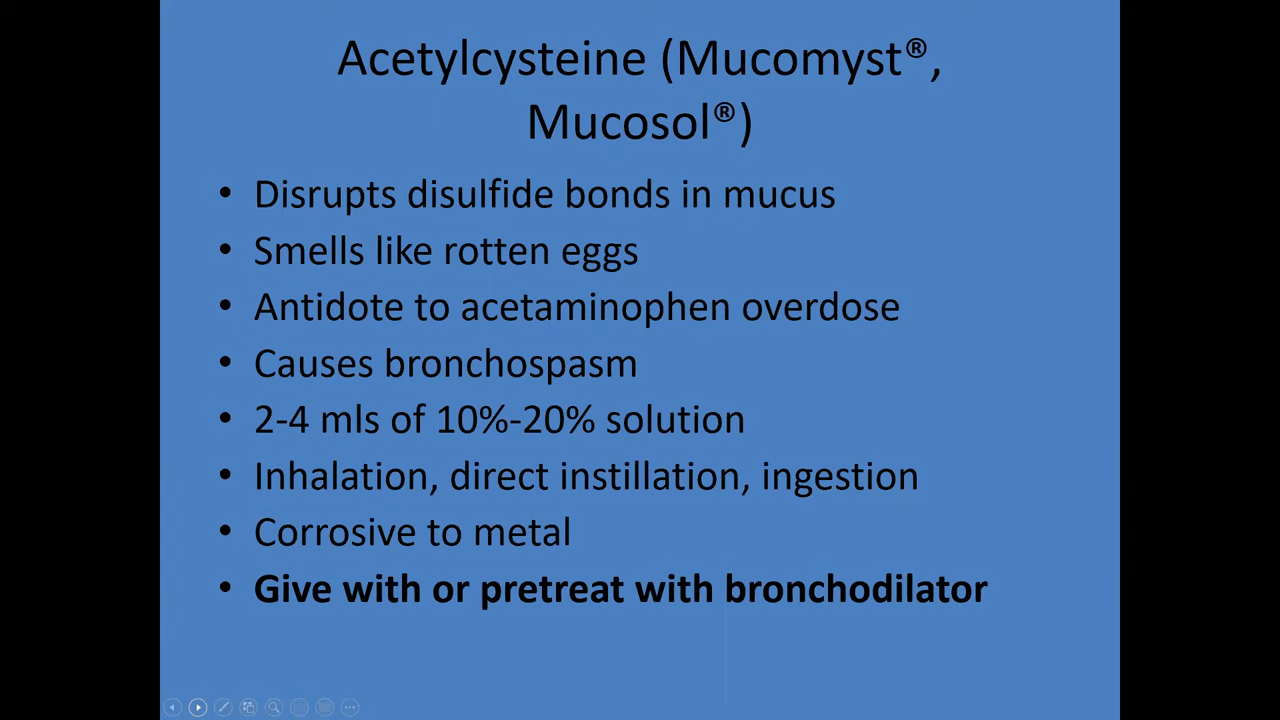 Acetylcysteine (Mucomyst®,
Mucosol®)
• Disrupts disulfide bonds in mucus
• Smells like rotten eggs
• Antidote to acetaminophen overdose
• Causes bronchospasm
• 2-4 mls of 10%-20% solution
• Inhalation, direct instillation, ingestion
• Corrosive to metal
• Give with or pretreat with bronchodilator